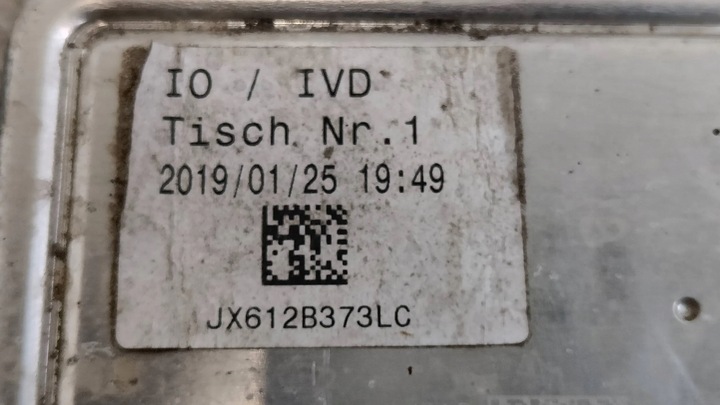 IO / IVD
Tisch Nr.1
2019/01/25 19:49
JX612B373LC